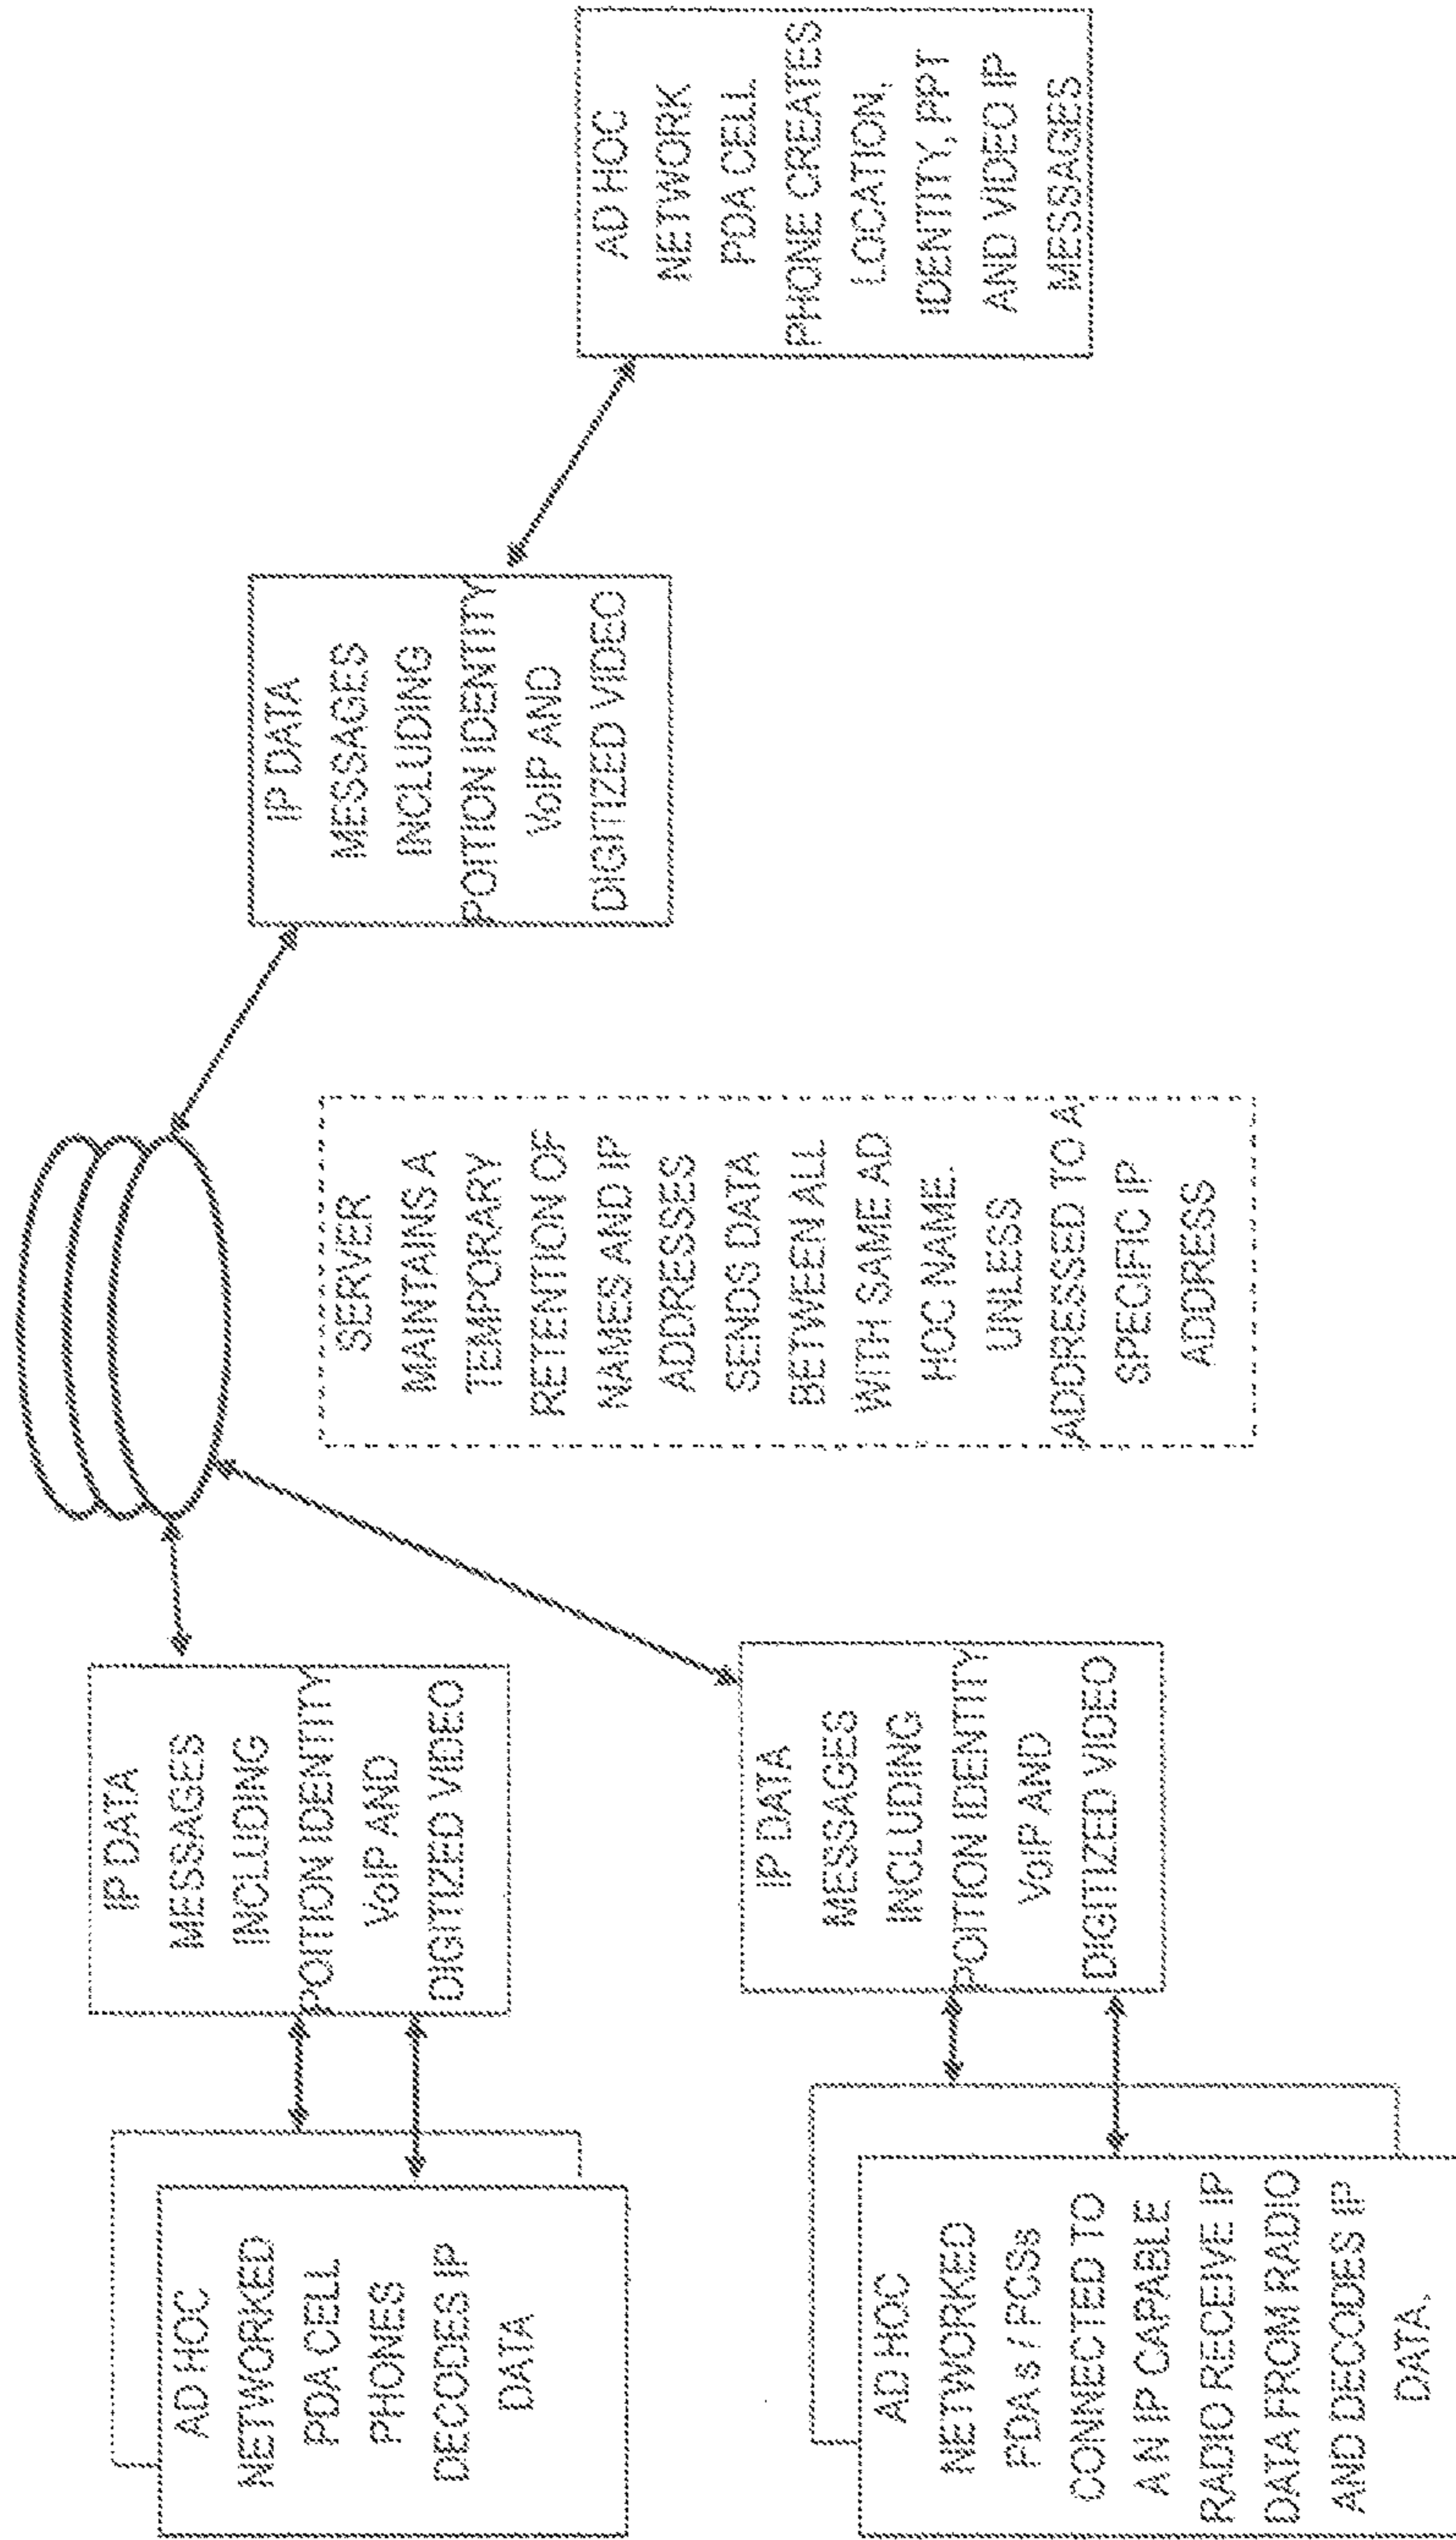 AD HOC
NETWORKED
PDA CELL
PHONES
DECODES IP
DATA
IP DATA
MESSAGES
INCLUDING
POITION IDENTITY
VoIP AND
DIGITIZED VIDEO
AD HOC
NETWORKED
PDAs / PCSs
CONNECTED TO
AN IP CAPABLE
RADIO RECEIVE IP
DATA FROM RADIO
AND DECODES IP
DATA,
IP DATA
MESSAGES
INCLUDING
POITION IDENTITY
VoIP AND
DIGITIZED VIDEO
SERVER
MAINTAINS A
TEMPORARY
RETENTION OF
NAMES AND IP
ADDRESSES
SENDS DATA
BETWEEN ALL
WITH SAME AD
HOC NAME.
UNLESS
ADDRESSED TO A
SPECIFIC IP
ADDRESS
IP DATA
MESSAGES
INCLUDING
POITION IDENTITY
VoIP AND
DIGITIZED VIDEO
AD HOC
NETWORK
PDA CELL
PHONE CREATES
LOCATION,
IDENTITY, PPT
AND VIDEO IP
MESSAGES